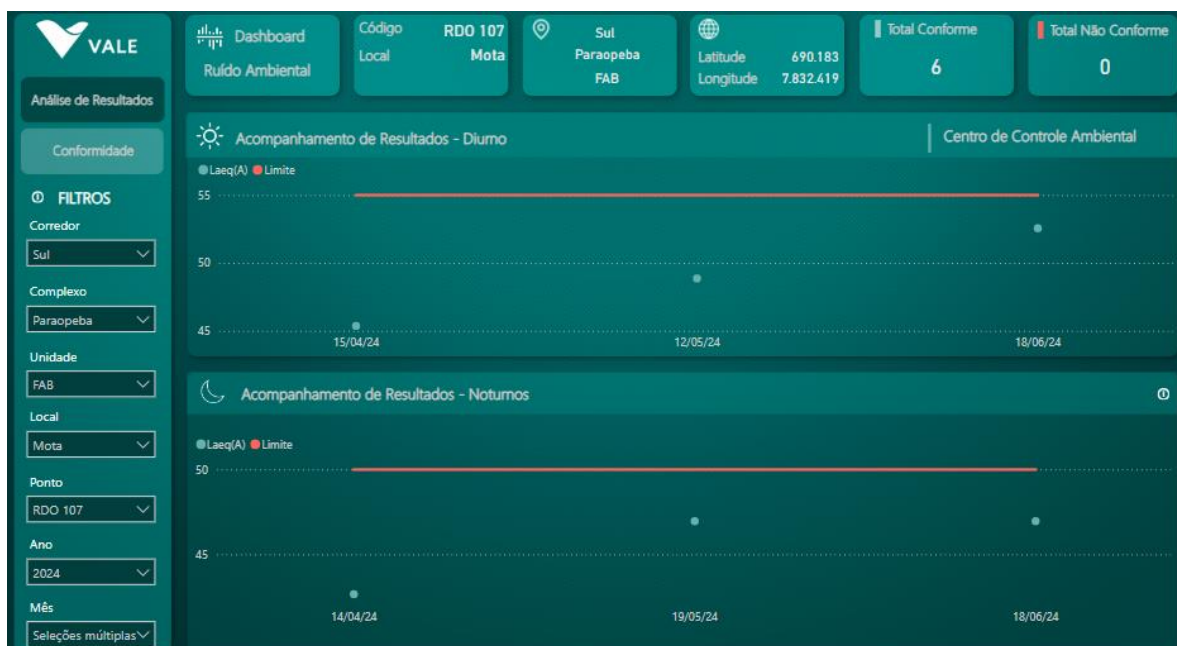 VALE
Análise de Resultados
Conformidade
FILTROS
Corredor
Sul
Complexo
Paraopeba
Unidade
FAB
Local
Mota
Ponto
RDO 107
Ano
2024
Mês
Seleções múltiplas
Dashboard
Ruído Ambiental
Código RDO 107
Local Mota
Sul
Paraopeba
FAB
Latitude 690.183
Longitude 7.832.419
Total Conforme
6
Total Não Conforme
0
Acompanhamento de Resultados - Diurno
Centro de Controle Ambiental
Laeq(A) Limite
55
50
45
15/04/24 12/05/24 18/06/24
Acompanhamento de Resultados - Noturnos
Laeq(A) Limite
50
45
14/04/24 19/05/24 18/06/24